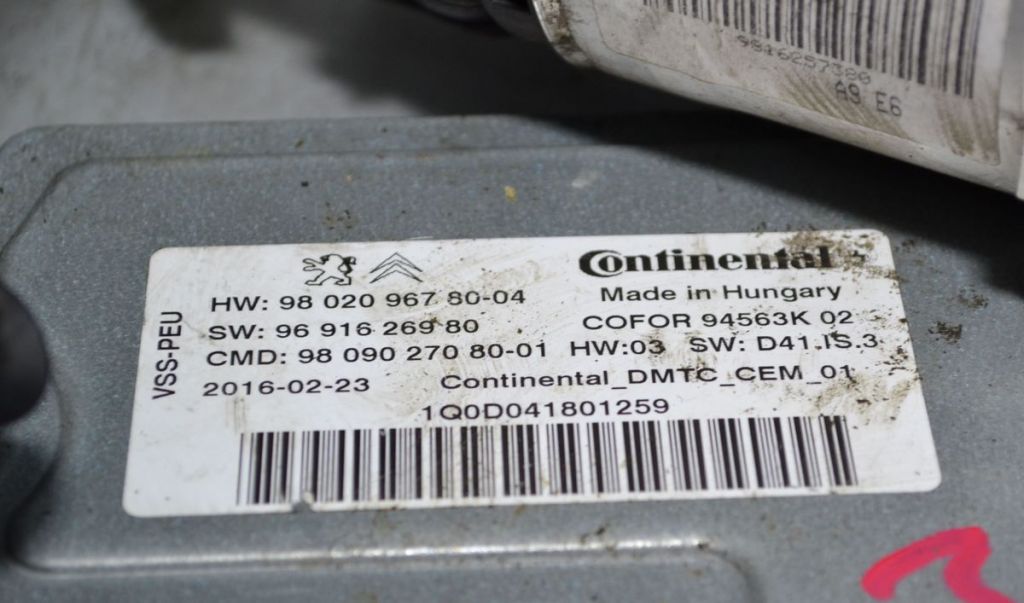 9816257380
A9 E6
Continental
HW: 98 020 967 80-04
Made in Hungary
SW: 96 916 269 80
COFOR 94563K 02
CMD: 98 090 270 80-01 HW:03 SW: D41.IS.3
2016-02-23 Continental_DMTC_CEM_01
1Q0D041801259
VSS-PEU